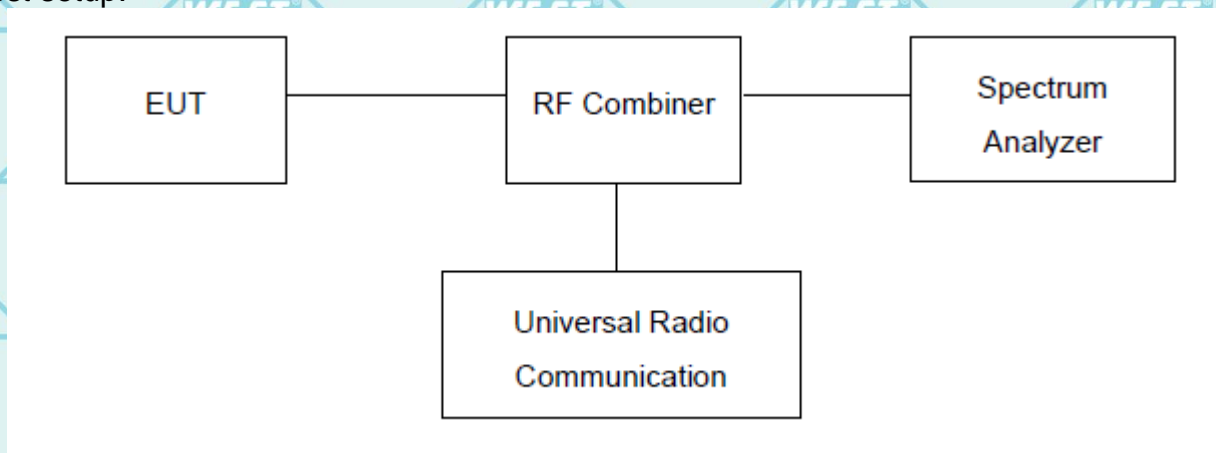 EUT
RF Combiner
Spectrum
Analyzer
Universal Radio
Communication